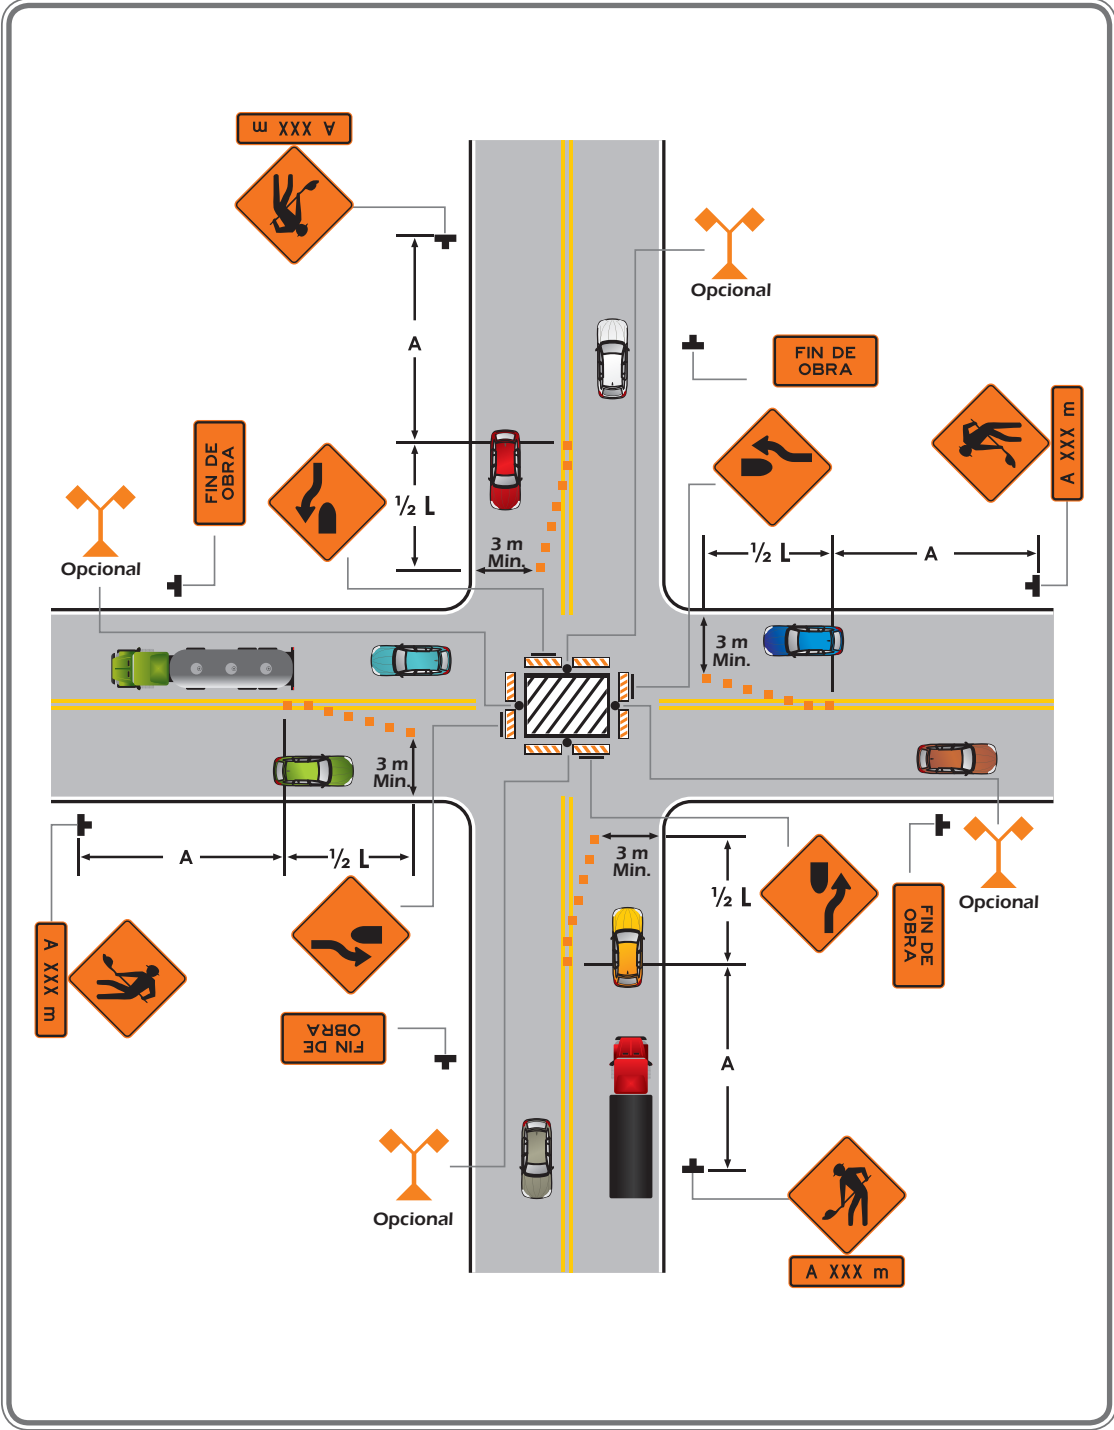 A XXX m
Opcional
A
FIN DE
OBRA
A XXX m
FIN DE
OBRA
½ L
3 m
Min.
Opcional
½ L
A
3 m
Min.
3 m
Min.
A
½ L
3 m
Min.
½ L
FIN DE
OBRA
Opcional
A XXX m
FIN DE
OBRA
A
Opcional
A XXX m